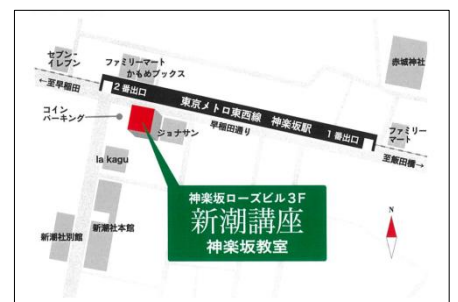 セブン-
イレブン
ファミリーマート
かもめブックス
赤城神社
←至早稲田
2番出口
東京メトロ東西線 神楽坂駅
1番出口
コイン
パーキング
ジョナサン
早稲田通り
ファミリー
マート
至飯田橋→
la kagu
神楽坂ローズビル3F
新潮講座
神楽坂教室
新潮社別館
新潮社本館
N